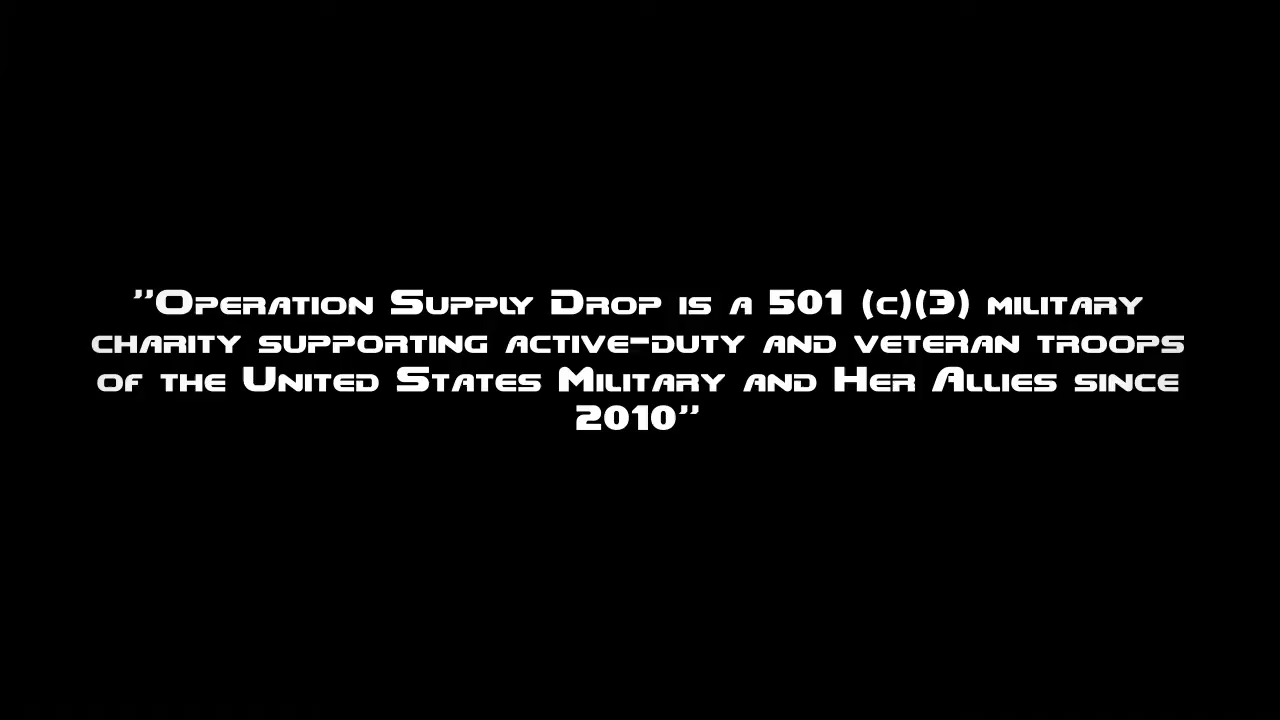 "Operation Supply Drop is a 501 (c)(3) military
charity supporting active-duty and veteran troops
of the United States Military and Her Allies since
2010"